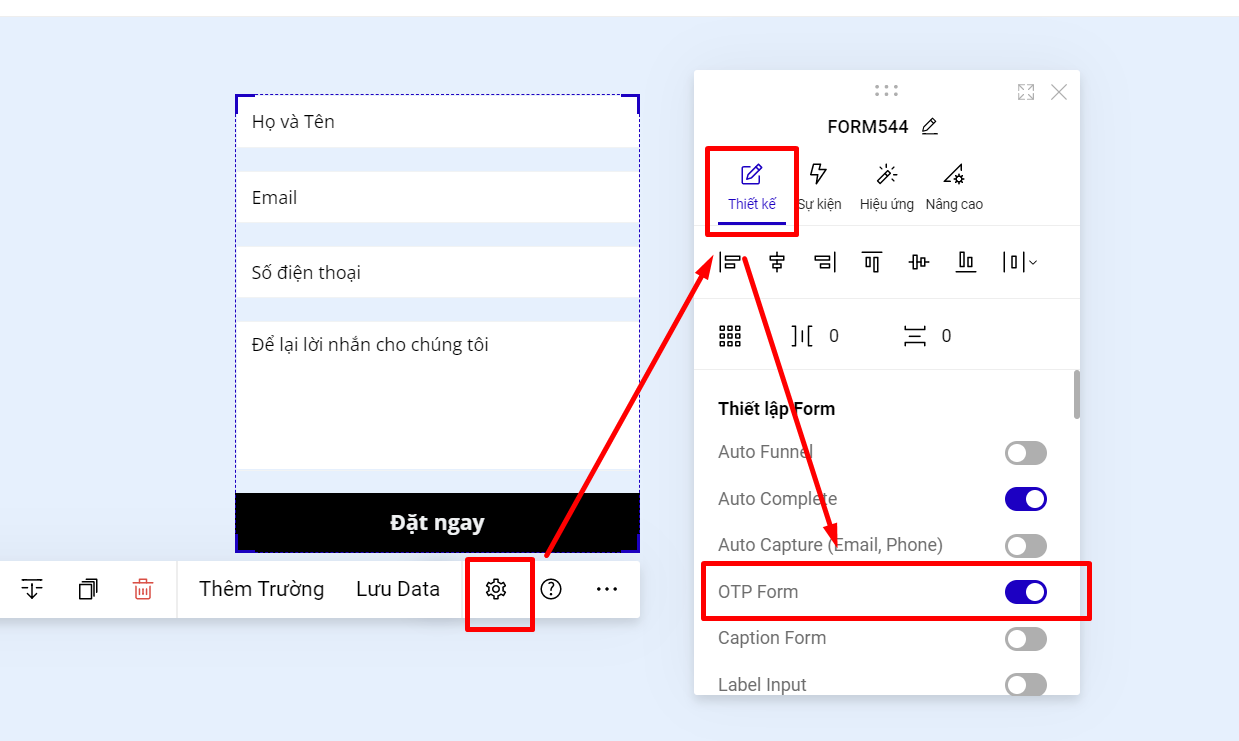 Họ và Tên
Email
Số điện thoại
Để lại lời nhắn cho chúng tôi
Đặt ngay
Thêm Trường
Lưu Data
FORM544
Thiết kế
Sự kiện
Hiệu ứng
Nâng cao
0
0
Thiết lập Form
Auto Funnel
Auto Complete
Auto Capture (Email, Phone)
OTP Form
Caption Form
Label Input